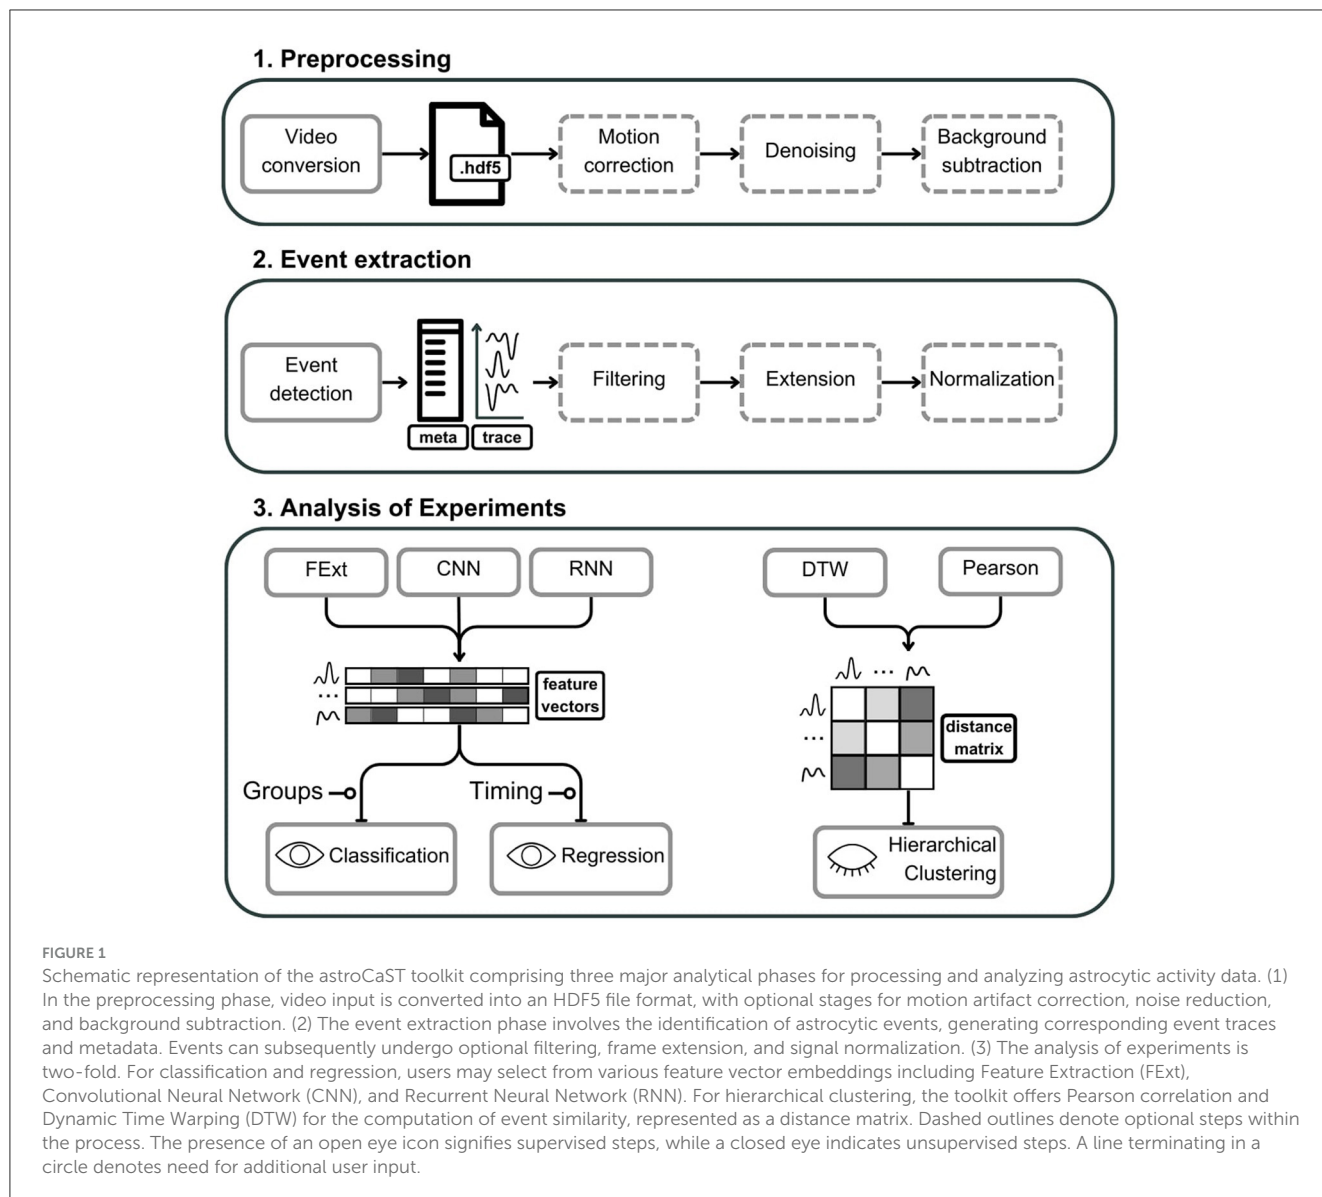 1. Preprocessing
Video
conversion
.hdf5
Motion
correction
Denoising
Background
subtraction
2. Event extraction
Event
detection
meta
trace
Filtering
Extension
Normalization
3. Analysis of Experiments
FExt
CNN
RNN
DTW
Pearson
...
feature
vectors
...
...
distance
matrix
Groups
Timing
Classification
Regression
Hierarchical
Clustering
FIGURE 1
Schematic representation of the astroCaST toolkit comprising three major analytical phases for processing and analyzing astrocytic activity data. (1)
In the preprocessing phase, video input is converted into an HDF5 file format, with optional stages for motion artifact correction, noise reduction,
and background subtraction. (2) The event extraction phase involves the identification of astrocytic events, generating corresponding event traces
and metadata. Events can subsequently undergo optional filtering, frame extension, and signal normalization. (3) The analysis of experiments is
two-fold. For classification and regression, users may select from various feature vector embeddings including Feature Extraction (FExt),
Convolutional Neural Network (CNN), and Recurrent Neural Network (RNN). For hierarchical clustering, the toolkit offers Pearson correlation and
Dynamic Time Warping (DTW) for the computation of event similarity, represented as a distance matrix. Dashed outlines denote optional steps within
the process. The presence of an open eye icon signifies supervised steps, while a closed eye indicates unsupervised steps. A line terminating in a
circle denotes need for additional user input.